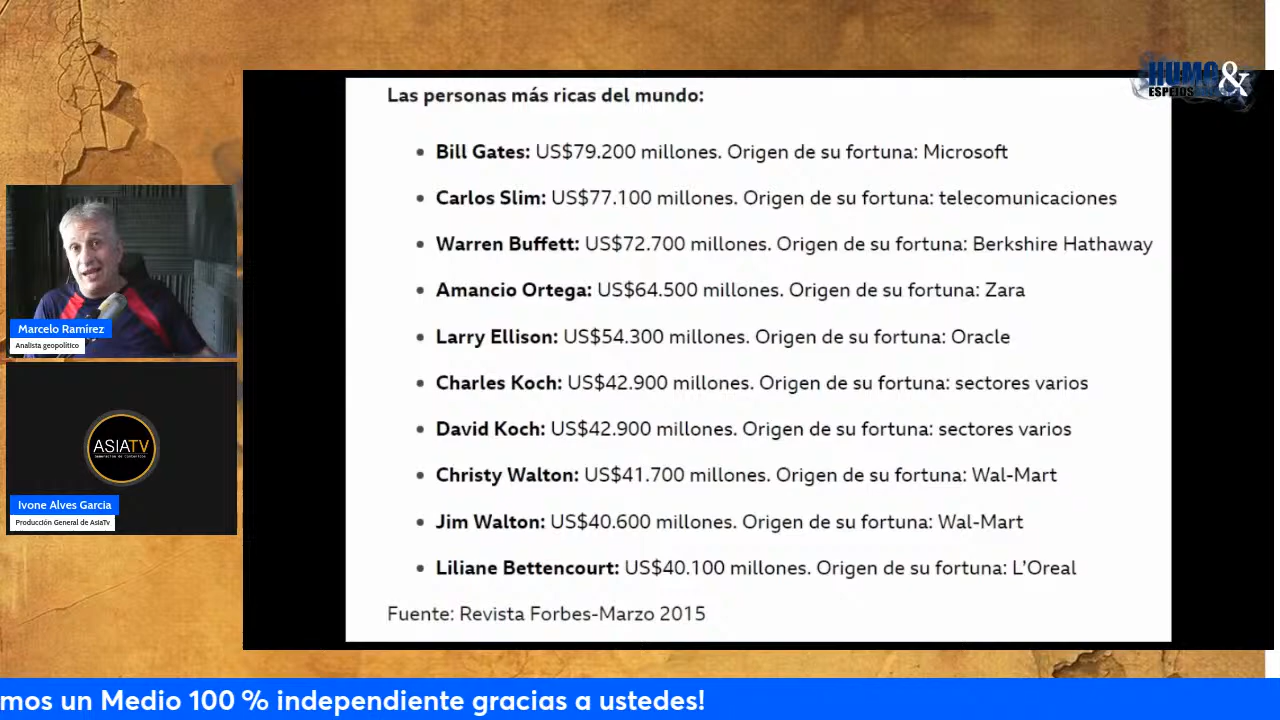 HUMO &
ESPEJOS
Las personas más ricas del mundo:
Bill Gates: US$79.200 millones. Origen de su fortuna: Microsoft
Carlos Slim: US$77.100 millones. Origen de su fortuna: telecomunicaciones
Warren Buffett: US$72.700 millones. Origen de su fortuna: Berkshire Hathaway
Amancio Ortega: US$64.500 millones. Origen de su fortuna: Zara
Larry Ellison: US$54.300 millones. Origen de su fortuna: Oracle
Charles Koch: US$42.900 millones. Origen de su fortuna: sectores varios
David Koch: US$42.900 millones. Origen de su fortuna: sectores varios
Christy Walton: US$41.700 millones. Origen de su fortuna: Wal-Mart
Jim Walton: US$40.600 millones. Origen de su fortuna: Wal-Mart
Liliane Bettencourt: US$40.100 millones. Origen de su fortuna: L'Oreal
Fuente: Revista Forbes-Marzo 2015
Marcelo Ramírez
Analista geopolítico
ASIATV
Ivone Alves Garcia
Producción General de AsiaTv
mos un Medio 100 % independiente gracias a ustedes!